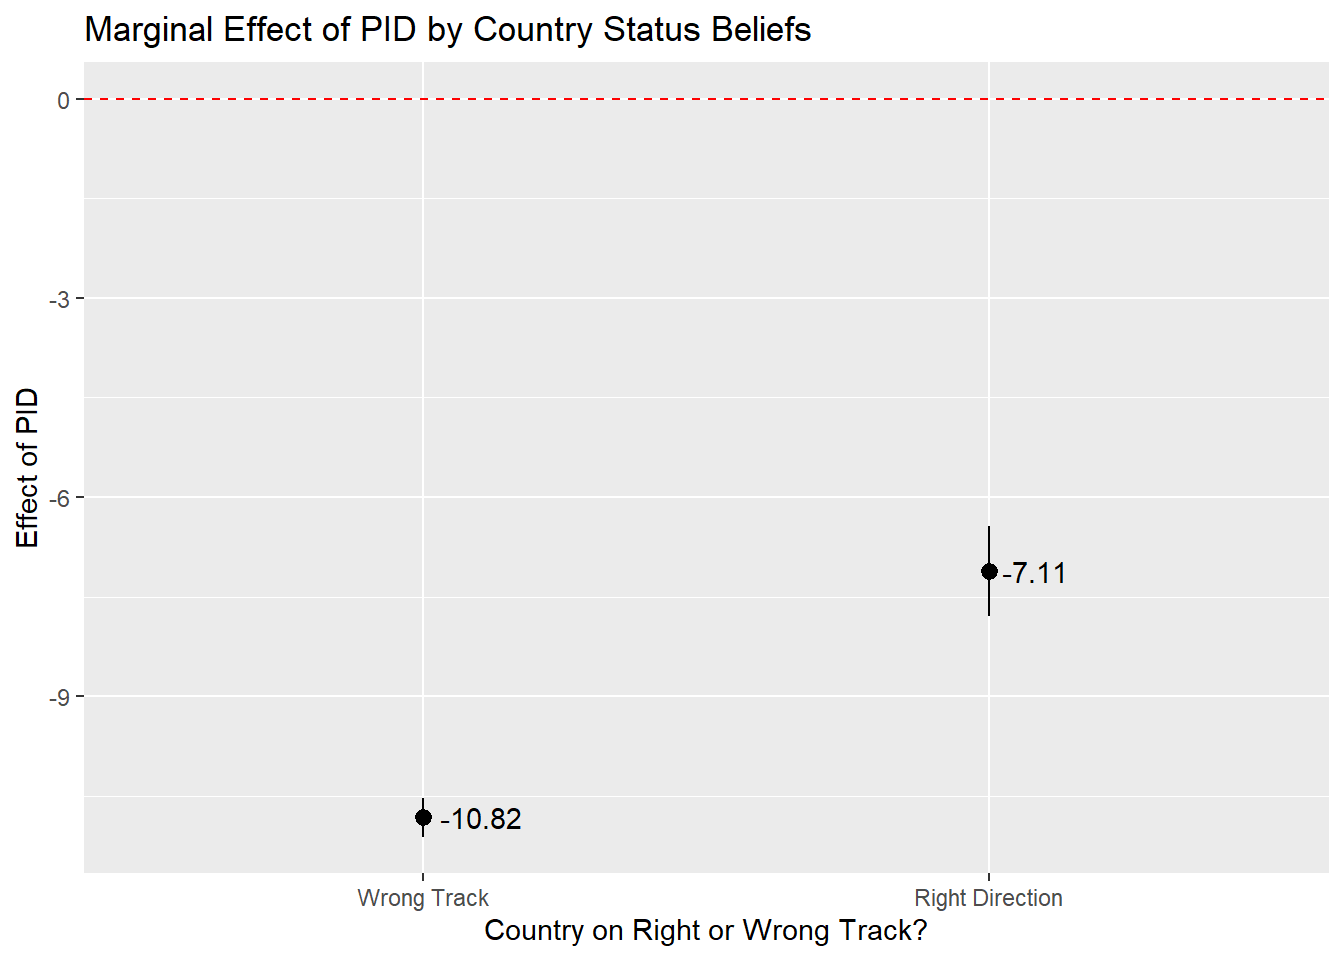 Marginal Effect of PID by Country Status Beliefs
Effect of PID
0
-3
-6
-9
-7.11
-10.82
Wrong Track
Right Direction
Country on Right or Wrong Track?